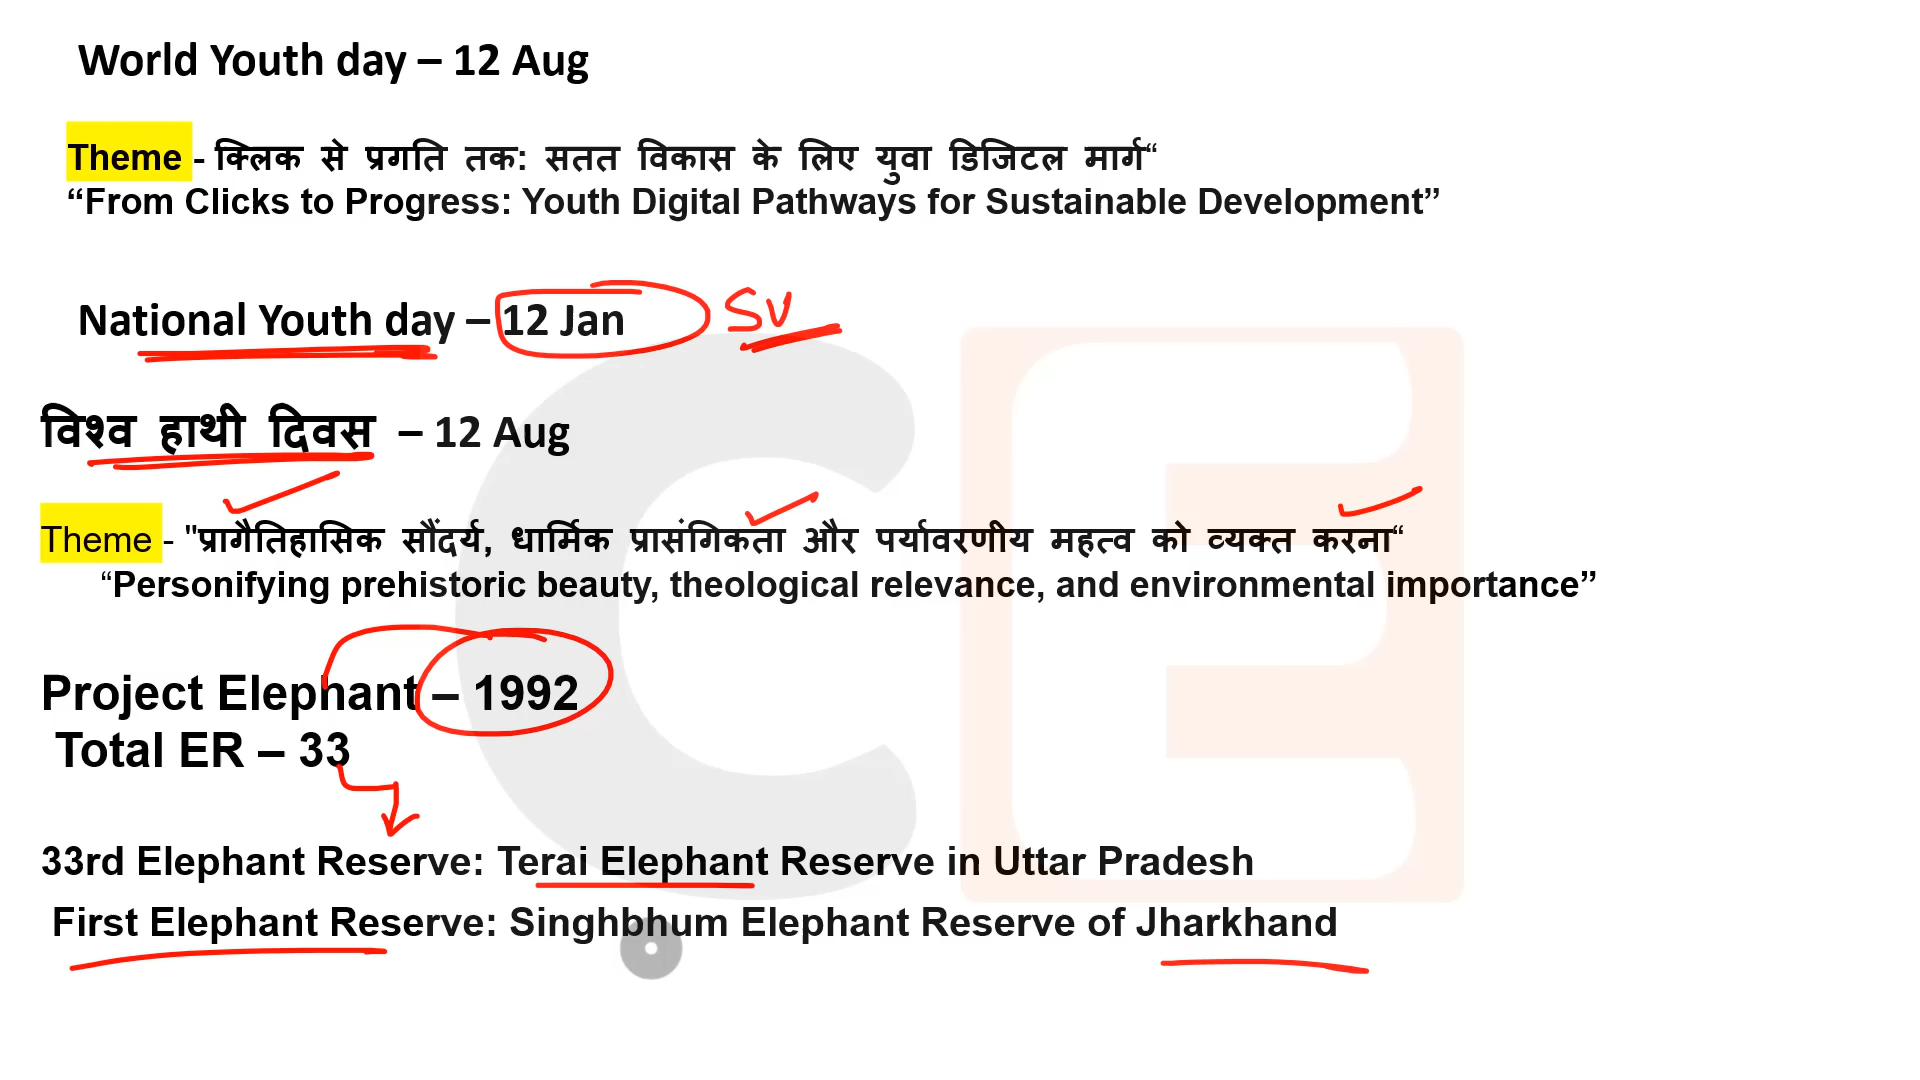 World Youth day – 12 Aug
Theme - क्लिक से प्रगति तक: सतत विकास के लिए युवा डिजिटल मार्ग“
“From Clicks to Progress: Youth Digital Pathways for Sustainable Development”
National Youth day – 12 Jan SV
विश्व हाथी दिवस – 12 Aug
Theme - "प्रागैतिहासिक सौंदर्य, धार्मिक प्रासंगिकता और पर्यावरणीय महत्व को व्यक्त करना“
“Personifying prehistoric beauty, theological relevance, and environmental importance”
Project Elephant – 1992
Total ER – 33
33rd Elephant Reserve: Terai Elephant Reserve in Uttar Pradesh
First Elephant Reserve: Singhbhum Elephant Reserve of Jharkhand
CE